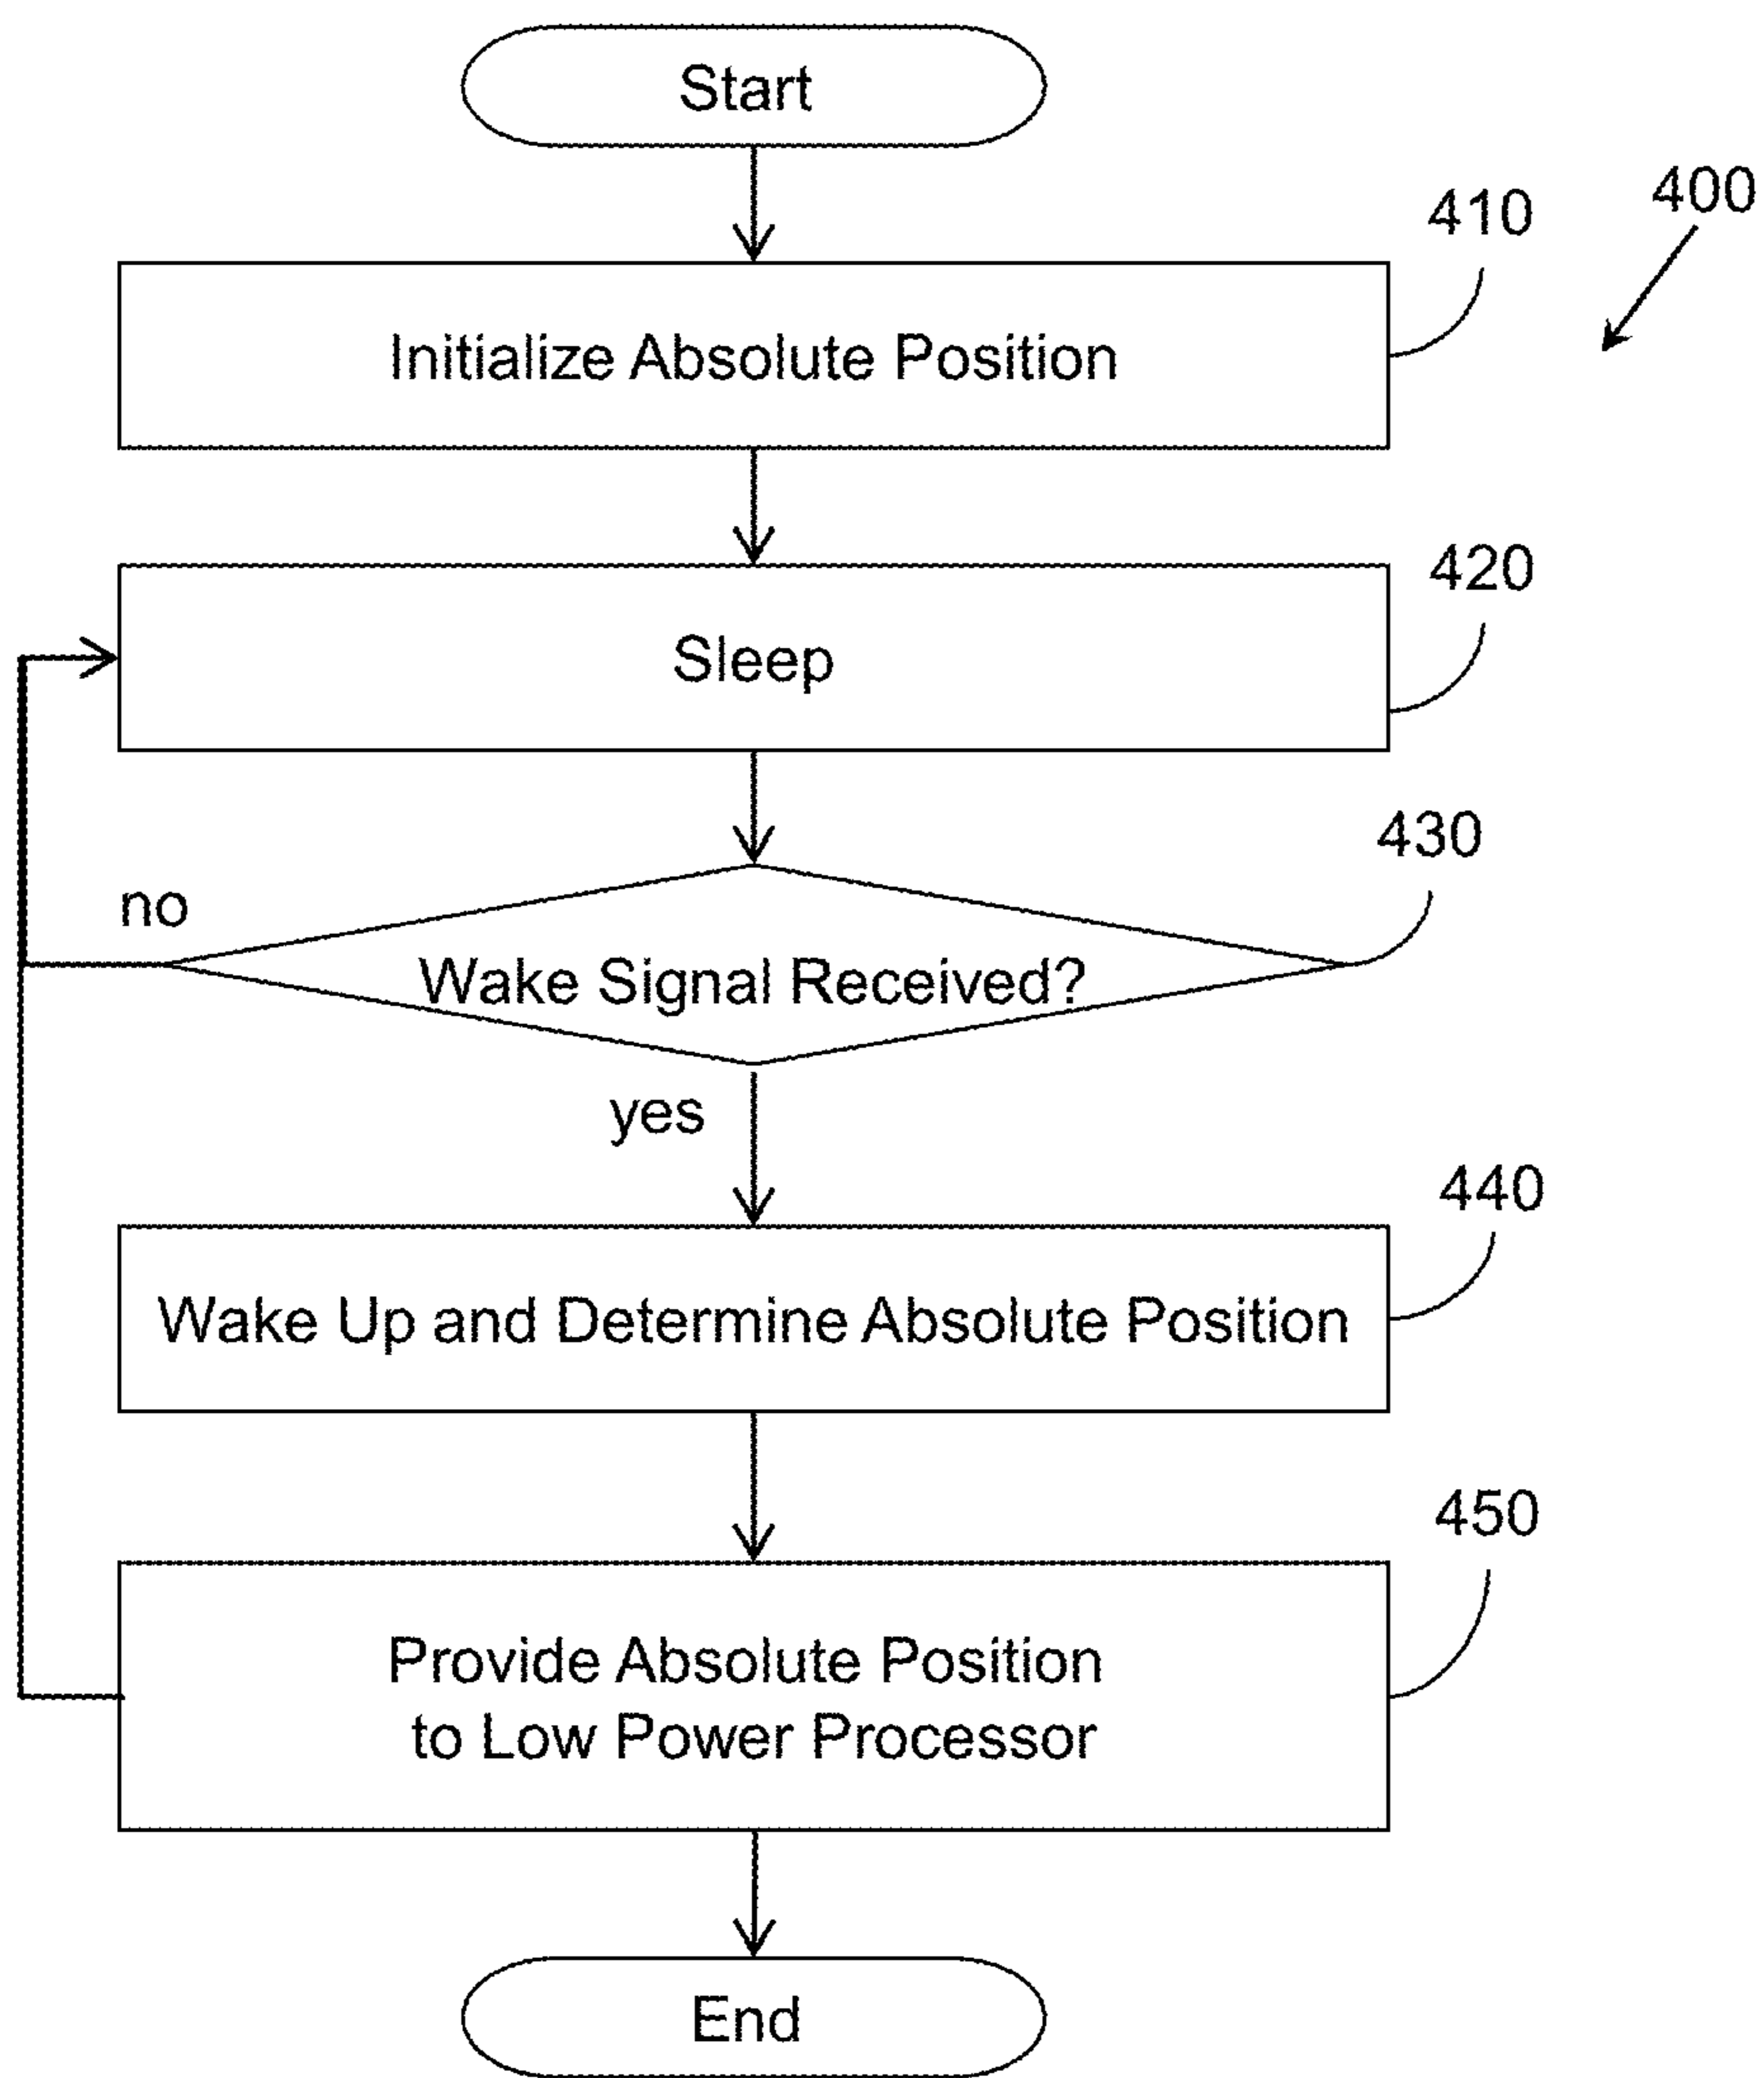 Start
400
410
Initialize Absolute Position
420
Sleep
430
no
Wake Signal Received?
yes
440
Wake Up and Determine Absolute Position
450
Provide Absolute Position
to Low Power Processor
End